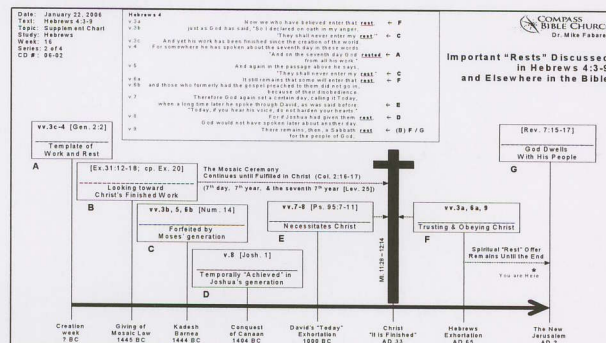 Date: January 22, 2006
Text: Hebrews 4:3-9
Topic: Supplement Chart
Study: Hebrews
Week: 16
Series: 2 of 4
CD #: 06-02
Hebrews 4
v.3a Now we who have believed enter that rest, ← F
v.3b just as God has said, "So I declared on oath in my anger,
"They shall never enter my rest" ← C
v.3c And yet his work has been finished since the creation of the world
v.4 For somewhere he has spoken about the seventh day in these words
"And on the seventh day God rested ← A
from all his work"
v.5 And again in the passage above he says,
"They shall never enter my rest" ← C
v.6a It still remains that some will enter that rest ← F
v.6b and those who formerly had the gospel preached to them did not go in,
because of their disobedience
v.7 Therefore God again set a certain day, calling it Today,
when a long time later he spoke through David, as was said before ← E
"Today, if you hear his voice, do not harden your hearts."
v.8 For if Joshua had given them rest ← D
God would not have spoken later about another day
v.9 There remains, then, a Sabbath rest ← (B) F / G
for the people of God.
COMPASS
BIBLE CHURCH
Dr. Mike Fabarez
Important "Rests" Discussed
in Hebrews 4:3-9
and Elsewhere in the Bible
vv.3c-4 [Gen. 2:2]
Template of
Work and Rest
A
[Ex.31:12-18; cp. Ex. 20]
Looking toward
Christ's Finished Work
B
The Mosaic Ceremony
Continues until Fulfilled in Christ (Col. 2:16-17)
(7th day, 7th year, & the seventh 7th year [Lev. 25])
vv.3b, 5, 6b [Num. 14]
Forfeited by
Moses' generation
C
v.8 [Josh. 1]
Temporally "Achieved" in
Joshua's generation
D
vv.7-8 [Ps. 95:7-11]
Necessitates Christ
E
Mt. 11:28 – 12:14
vv.3a, 6a, 9
Trusting & Obeying Christ
F
Spiritual "Rest" Offer
Remains Until the End
You are Here
[Rev. 7:15-17]
God Dwells
With His People
G
Creation
week
? BC
Giving of
Mosaic Law
1445 BC
Kadesh
Barnea
1444 BC
Conquest
of Canaan
1404 BC
David's "Today"
Exhortation
1000 BC
Christ
"It is Finished"
AD 33
Hebrews
Exhortation
AD 65
The New
Jerusalem
AD ?